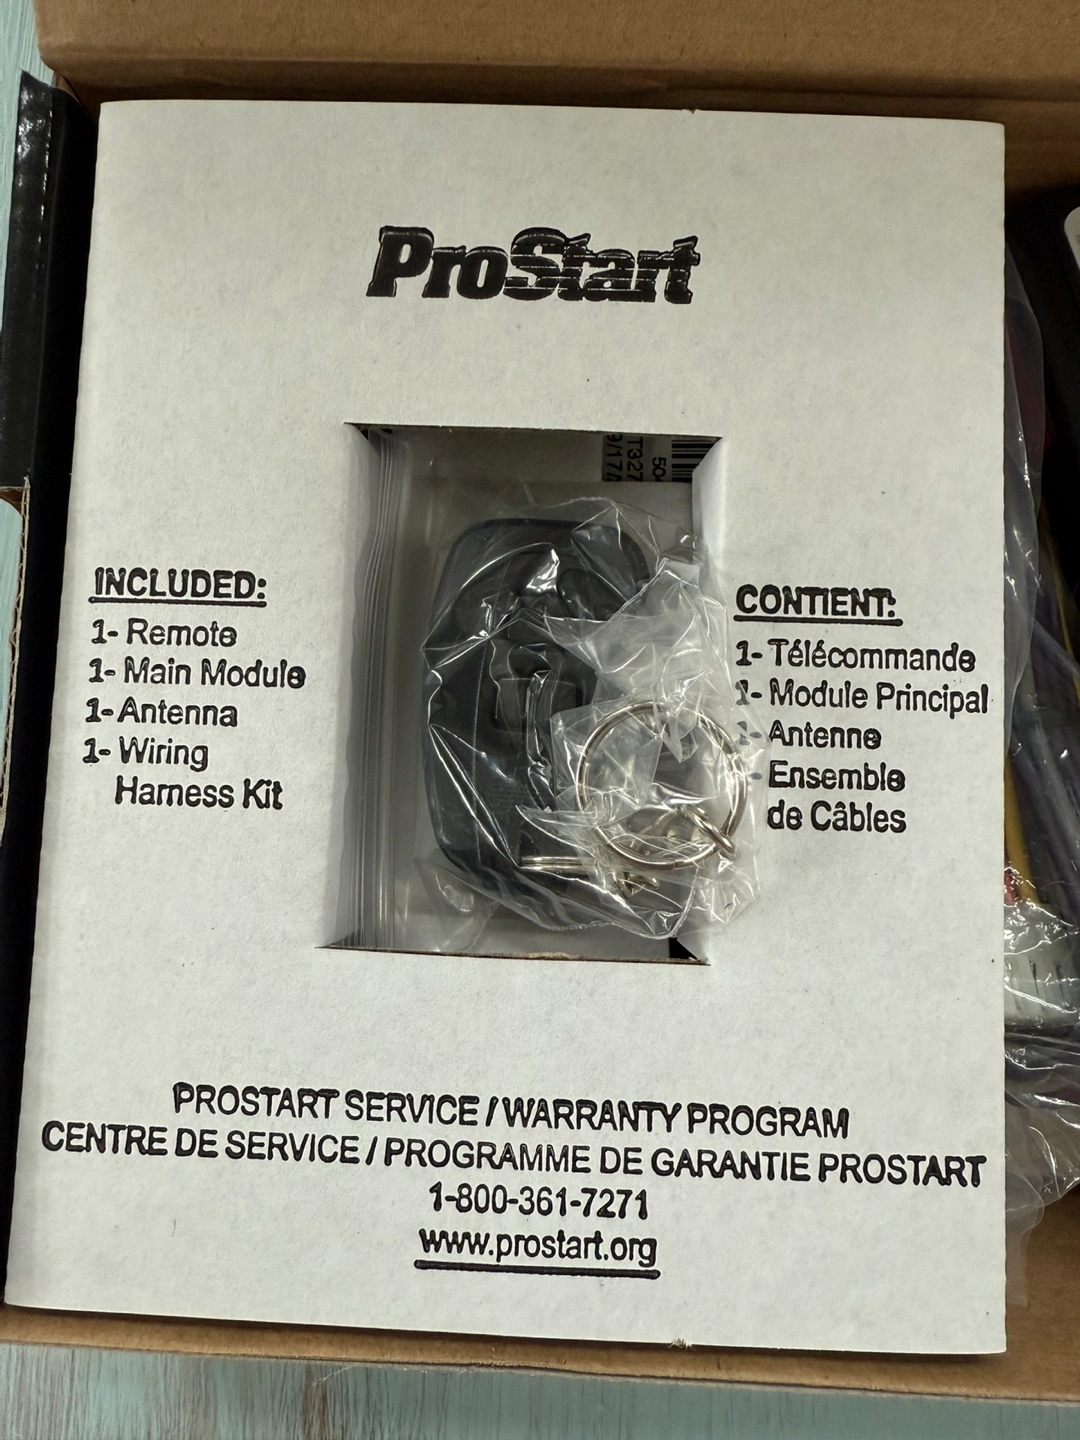 ProStart
INCLUDED:
1- Remote
1- Main Module
1- Antenna
1- Wiring
Harness Kit
CONTIENT:
1- Télécommande
1- Module Principal
1- Antenne
- Ensemble
de Câbles
PROSTART SERVICE / WARRANTY PROGRAM
CENTRE DE SERVICE / PROGRAMME DE GARANTIE PROSTART
1-800-361-7271
www.prostart.org